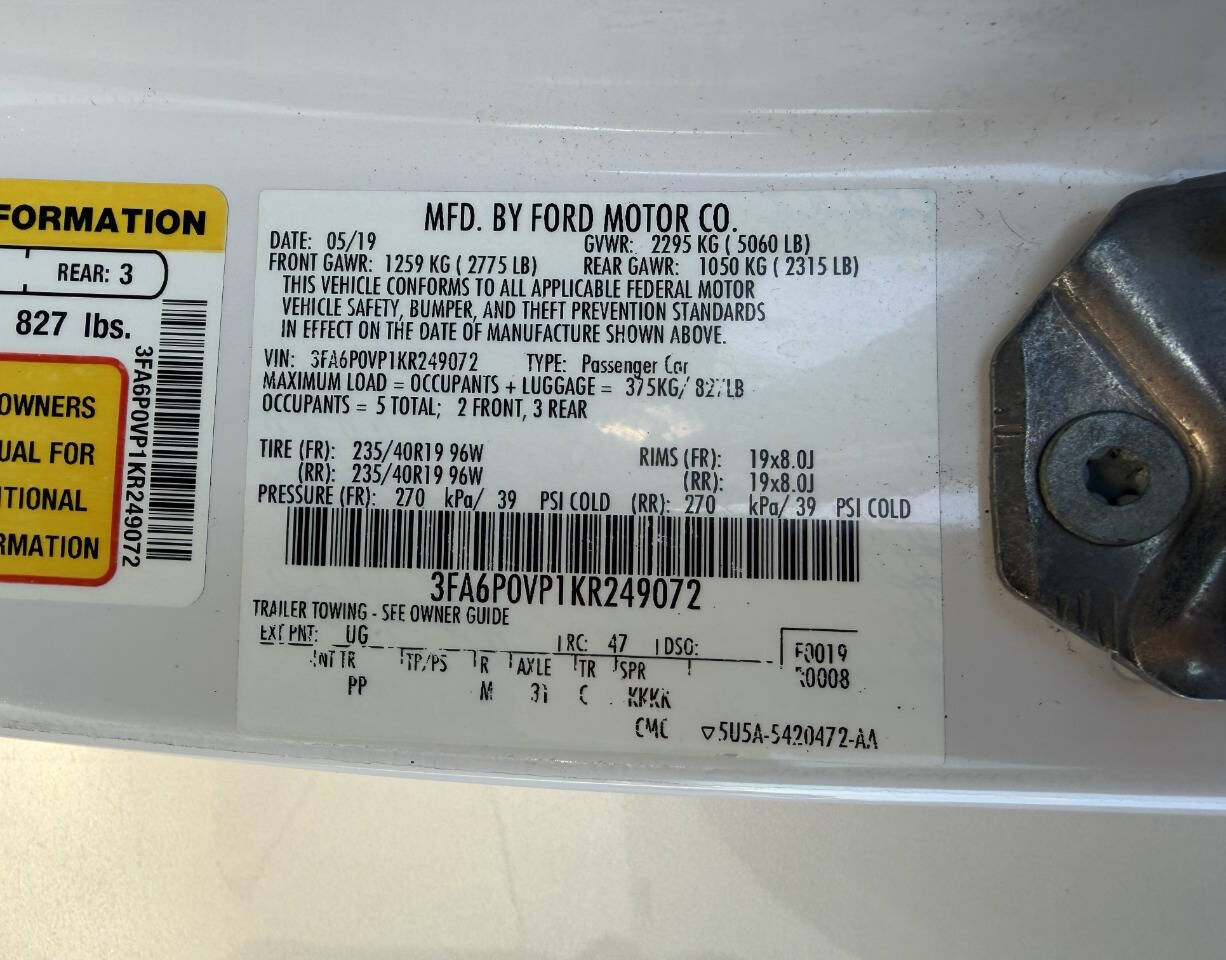 FORMATION
REAR: 3
827 lbs.
OWNERS
UAL FOR
ITIONAL
RMATION
3FA6P0VP1KR249072
MFD. BY FORD MOTOR CO.
DATE: 05/19 GVWR: 2295 KG ( 5060 LB)
FRONT GAWR: 1259 KG ( 2775 LB) REAR GAWR: 1050 KG ( 2315 LB)
THIS VEHICLE CONFORMS TO ALL APPLICABLE FEDERAL MOTOR
VEHICLE SAFETY, BUMPER, AND THEFT PREVENTION STANDARDS
IN EFFECT ON THE DATE OF MANUFACTURE SHOWN ABOVE.
VIN: 3FA6P0VP1KR249072 TYPE: Passenger Car
MAXIMUM LOAD = OCCUPANTS + LUGGAGE = 375KG/ 827LB
OCCUPANTS = 5 TOTAL; 2 FRONT, 3 REAR
TIRE (FR): 235/40R19 96W RIMS (FR): 19x8.0J
(RR): 235/40R19 96W (RR): 19x8.0J
PRESSURE (FR): 270 kPa/ 39 PSI COLD (RR): 270 kPa/ 39 PSI COLD
3FA6P0VP1KR249072
TRAILER TOWING - SEE OWNER GUIDE
EXT PNT: UG RC: 47 DSO:
INT TR TP/PS R AXLE TR SPR
PP M 31 C KKKK
F0019
0008
CMC ▽5U5A-5420472-AA